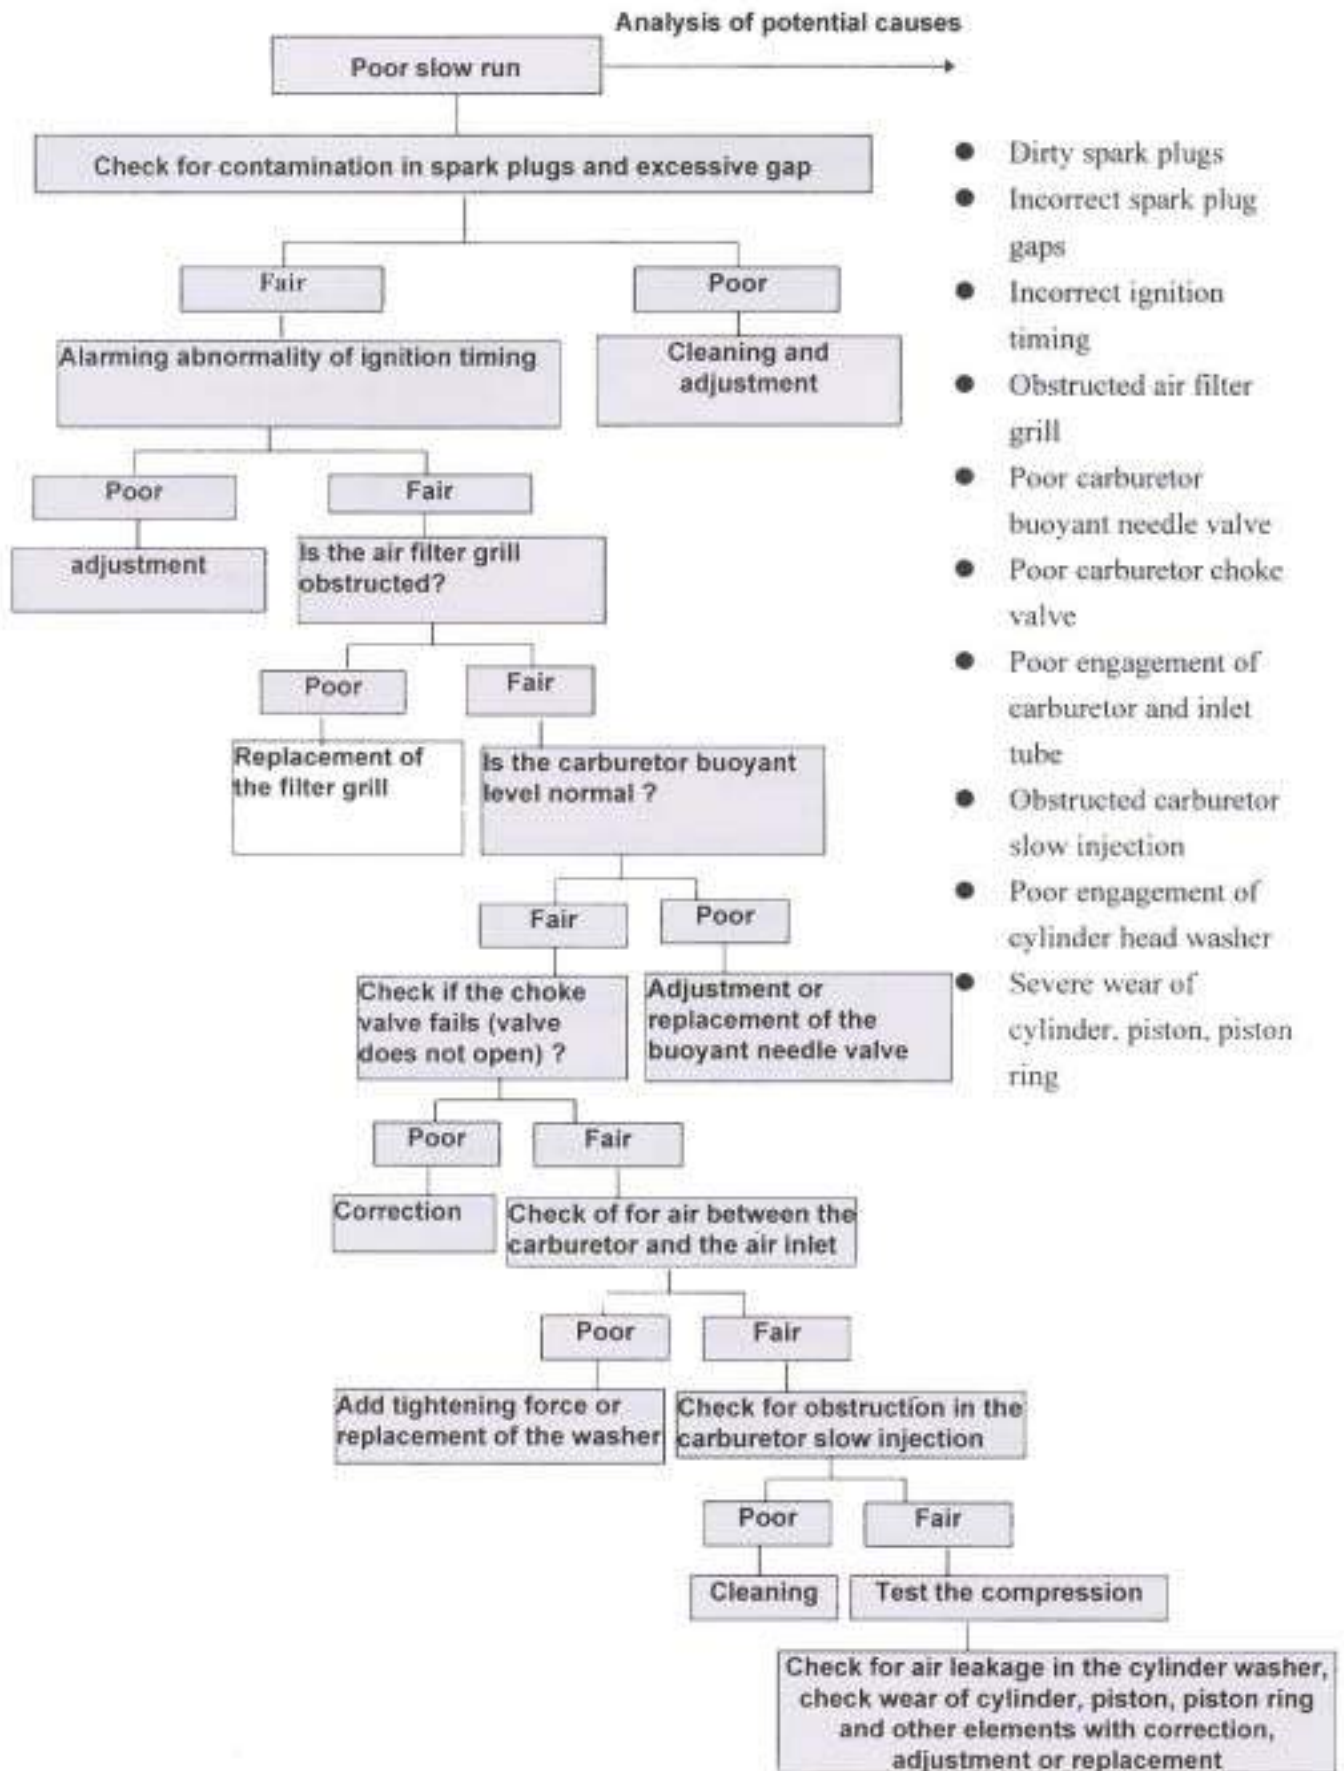 Analysis of potential causes
Poor slow run
Check for contamination in spark plugs and excessive gap
Fair
Poor
Alarming abnormality of ignition timing
Cleaning and
adjustment
Poor
Fair
adjustment
Is the air filter grill
obstructed?
Poor
Fair
Replacement of
the filter grill
Is the carburetor buoyant
level normal ?
Fair
Poor
Check if the choke
valve fails (valve
does not open) ?
Adjustment or
replacement of the
buoyant needle valve
Poor
Fair
Correction
Check of for air between the
carburetor and the air inlet
Poor
Fair
Add tightening force or
replacement of the washer
Check for obstruction in the
carburetor slow injection
Poor
Fair
Cleaning
Test the compression
Check for air leakage in the cylinder washer,
check wear of cylinder, piston, piston ring
and other elements with correction,
adjustment or replacement
● Dirty spark plugs
● Incorrect spark plug
gaps
● Incorrect ignition
timing
● Obstructed air filter
grill
● Poor carburetor
buoyant needle valve
● Poor carburetor choke
valve
● Poor engagement of
carburetor and inlet
tube
● Obstructed carburetor
slow injection
● Poor engagement of
cylinder head washer
● Severe wear of
cylinder, piston, piston
ring